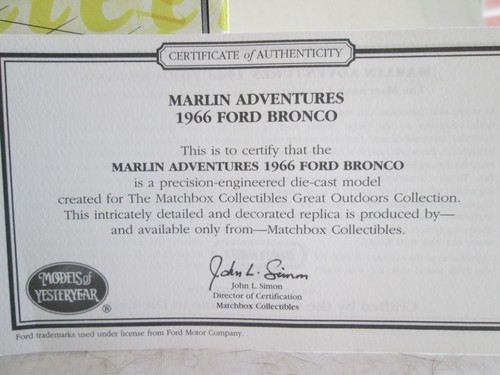 CERTIFICATE of AUTHENTICITY
MARLIN ADVENTURES
1966 FORD BRONCO
This is to certify that the
MARLIN ADVENTURES 1966 FORD BRONCO
is a precision-engineered die-cast model
created for The Matchbox Collectibles Great Outdoors Collection.
This intricately detailed and decorated replica is produced by—
and available only from—Matchbox Collectibles.
John L. Simon
John L. Simon
Director of Certification
Matchbox Collectibles
MODELS of
YESTERYEAR
®
Ford trademarks used under license from Ford Motor Company.